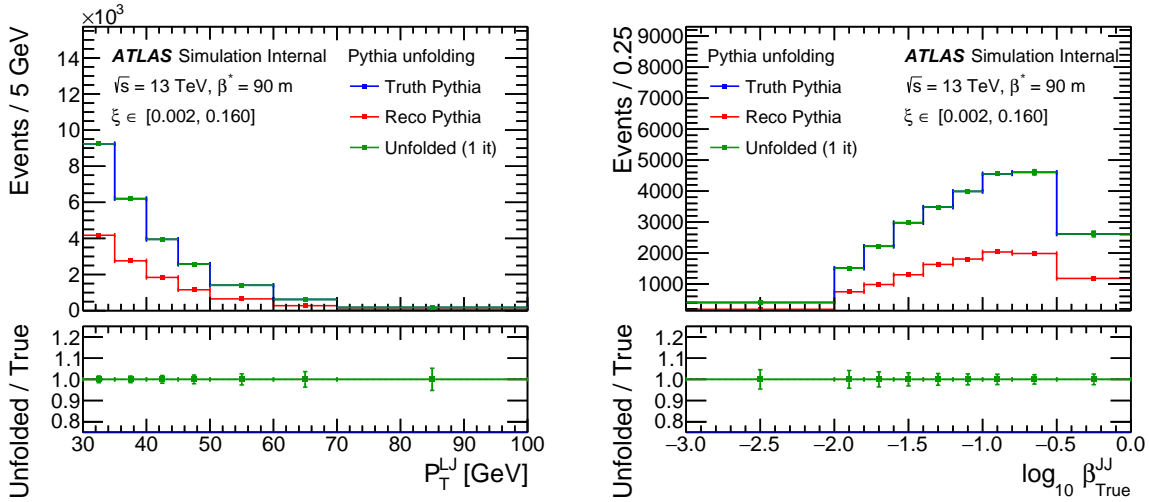 ×10³
Events / 5 GeV
16
14
12
10
8
6
4
2
0
ATLAS Simulation Internal
√s = 13 TeV, β* = 90 m
ξ ∈ [0.002, 0.160]
Pythia unfolding
Truth Pythia
Reco Pythia
Unfolded (1 it)
Unfolded / True
1.2
1.1
1.0
0.9
0.8
30 40 50 60 70 80 90 100
P_T^LJ [GeV]
Events / 0.25
9000
8000
7000
6000
5000
4000
3000
2000
1000
Pythia unfolding
Truth Pythia
Reco Pythia
Unfolded (1 it)
ATLAS Simulation Internal
√s = 13 TeV, β* = 90 m
ξ ∈ [0.002, 0.160]
Unfolded / True
1.2
1.1
1.0
0.9
0.8
−3.0 −2.5 −2.0 −1.5 −1.0 −0.5 0.0
log₁₀ β_True^JJ